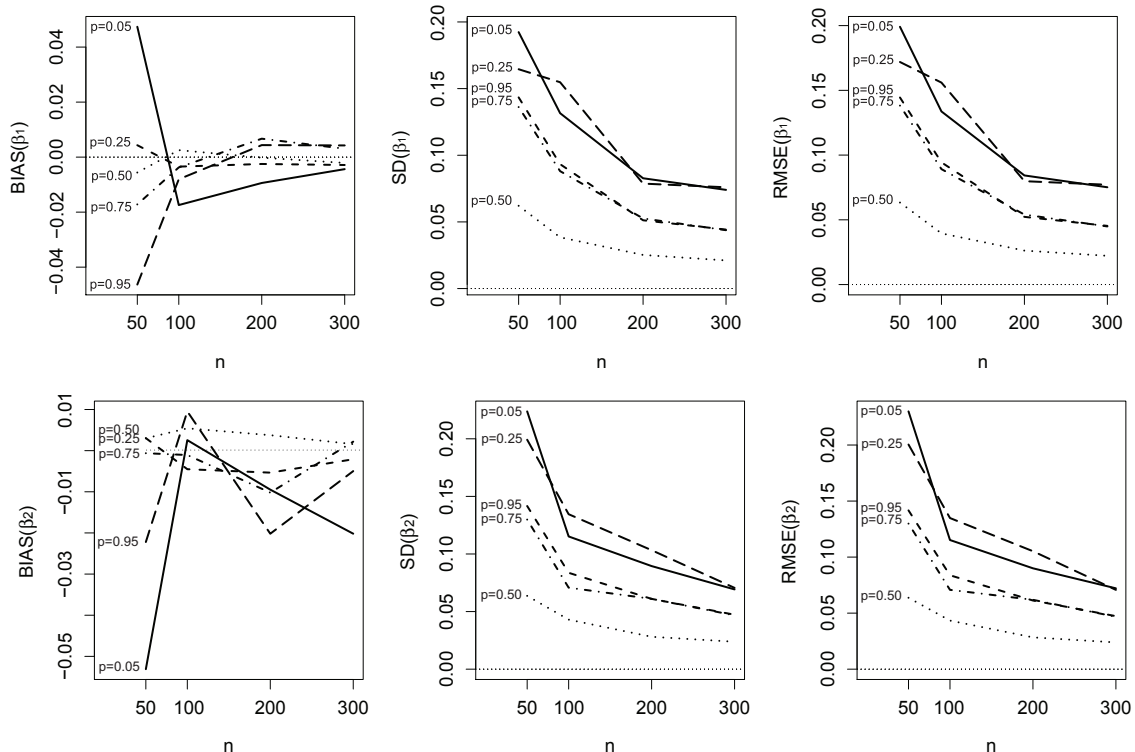 BIAS(β1)
0.04
0.02
0.00
−0.02
−0.04
p=0.05
p=0.25
p=0.50
p=0.75
p=0.95
50 100 200 300
n
SD(β1)
0.20
0.15
0.10
0.05
0.00
p=0.05
p=0.25
p=0.95
p=0.75
p=0.50
50 100 200 300
n
RMSE(β1)
0.20
0.15
0.10
0.05
0.00
p=0.05
p=0.25
p=0.95
p=0.75
p=0.50
50 100 200 300
n
BIAS(β2)
0.01
−0.01
−0.03
−0.05
p=0.50
p=0.25
p=0.75
p=0.95
p=0.05
50 100 200 300
n
SD(β2)
0.20
0.15
0.10
0.05
0.00
p=0.05
p=0.25
p=0.95
p=0.75
p=0.50
50 100 200 300
n
RMSE(β2)
0.20
0.15
0.10
0.05
0.00
p=0.05
p=0.25
p=0.95
p=0.75
p=0.50
50 100 200 300
n